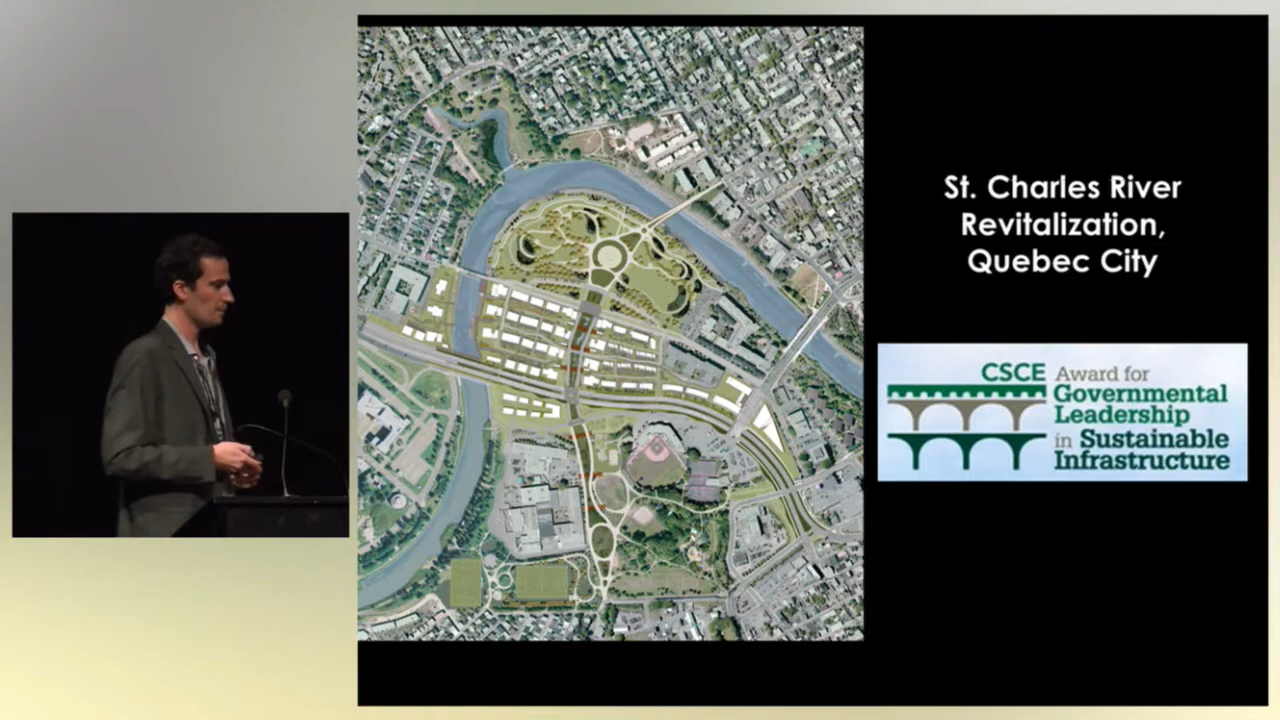 St. Charles River
Revitalization,
Quebec City
CSCE Award for
Governmental
Leadership
in Sustainable
Infrastructure